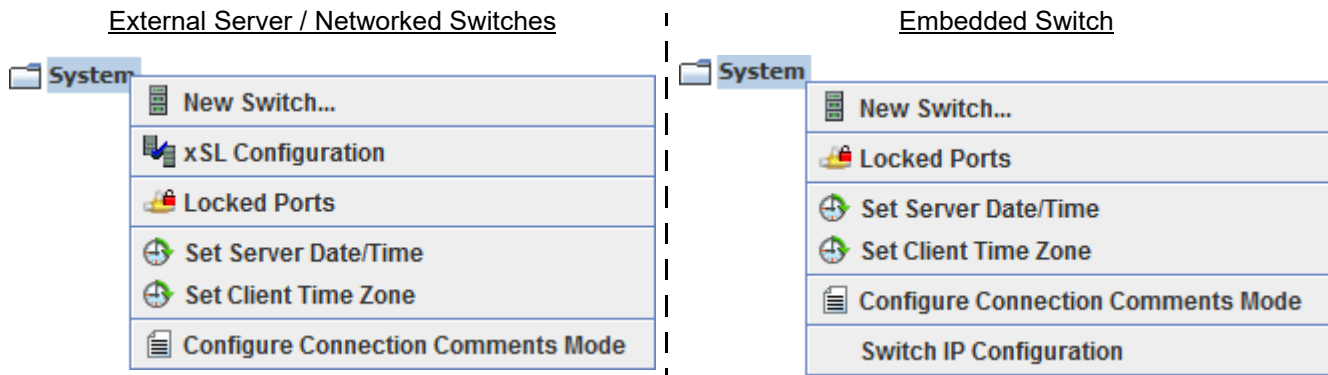 External Server / Networked Switches
System
New Switch...
xSL Configuration
Locked Ports
Set Server Date/Time
Set Client Time Zone
Configure Connection Comments Mode
Embedded Switch
System
New Switch...
Locked Ports
Set Server Date/Time
Set Client Time Zone
Configure Connection Comments Mode
Switch IP Configuration